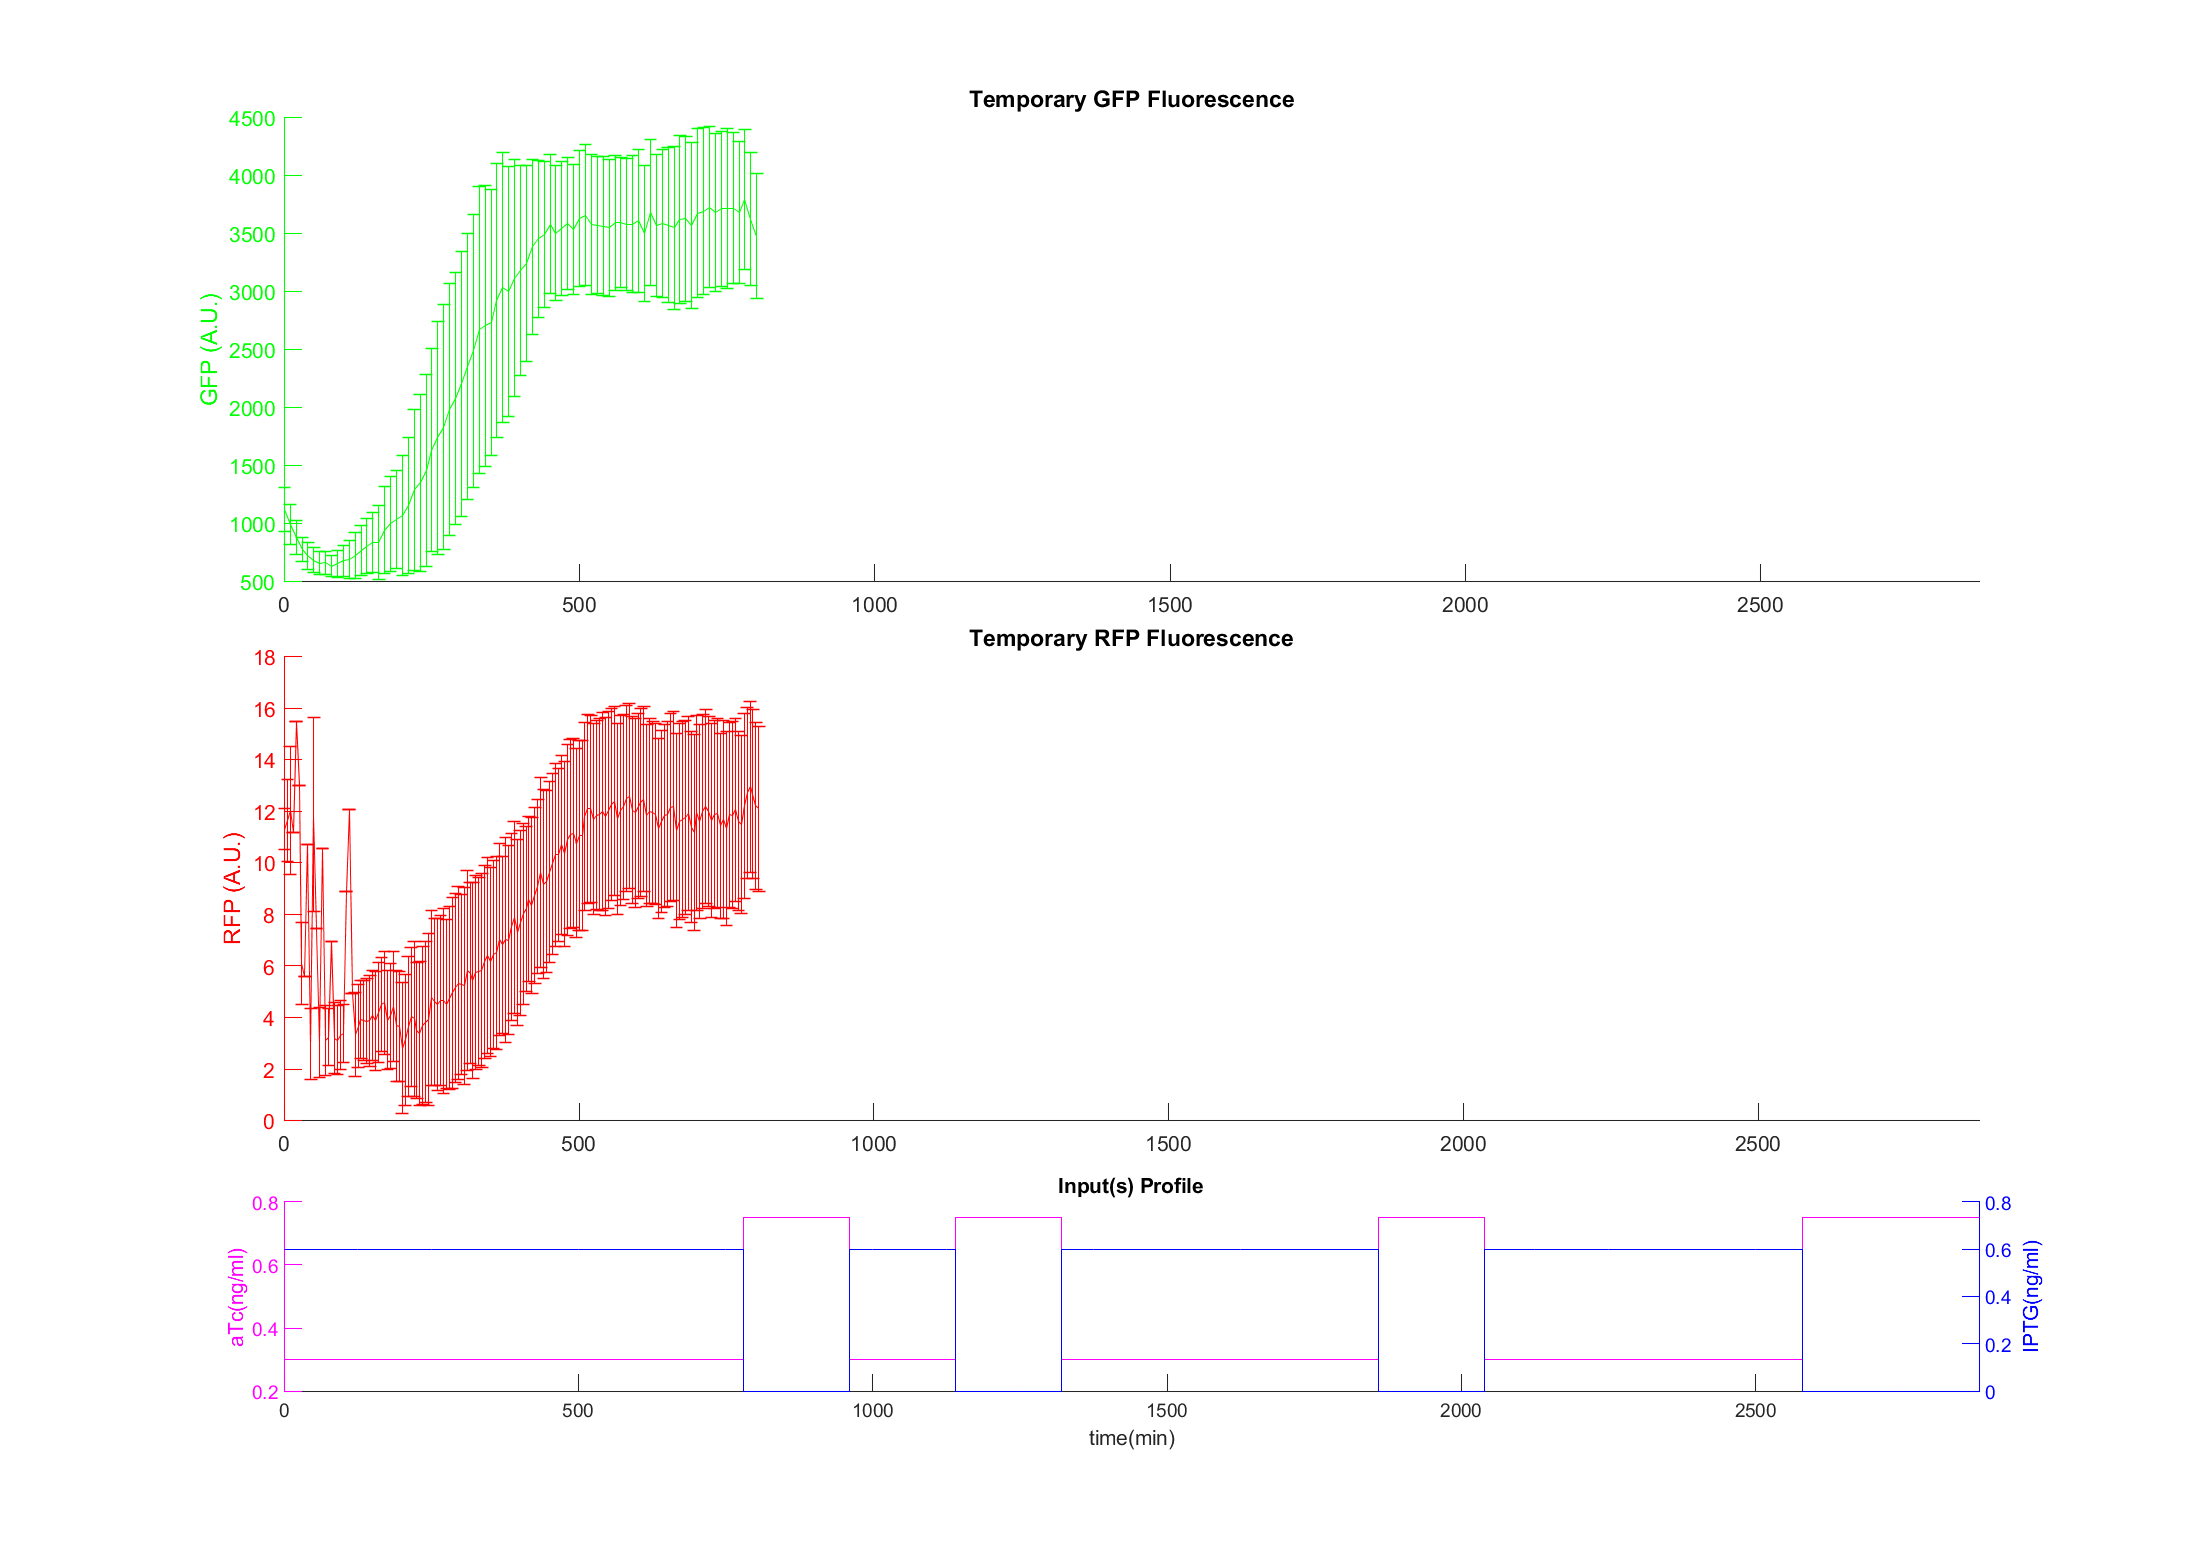 Temporary GFP Fluorescence
4500
4000
3500
3000
2500
2000
1500
1000
500
GFP (A.U.)
0 500 1000 1500 2000 2500
Temporary RFP Fluorescence
18
16
14
12
10
8
6
4
2
0
RFP (A.U.)
0 500 1000 1500 2000 2500
Input(s) Profile
0.8
0.6
0.4
0.2
aTc(ng/ml)
0.8
0.6
0.4
0.2
0
IPTG(ng/ml)
0 500 1000 1500 2000 2500
time(min)